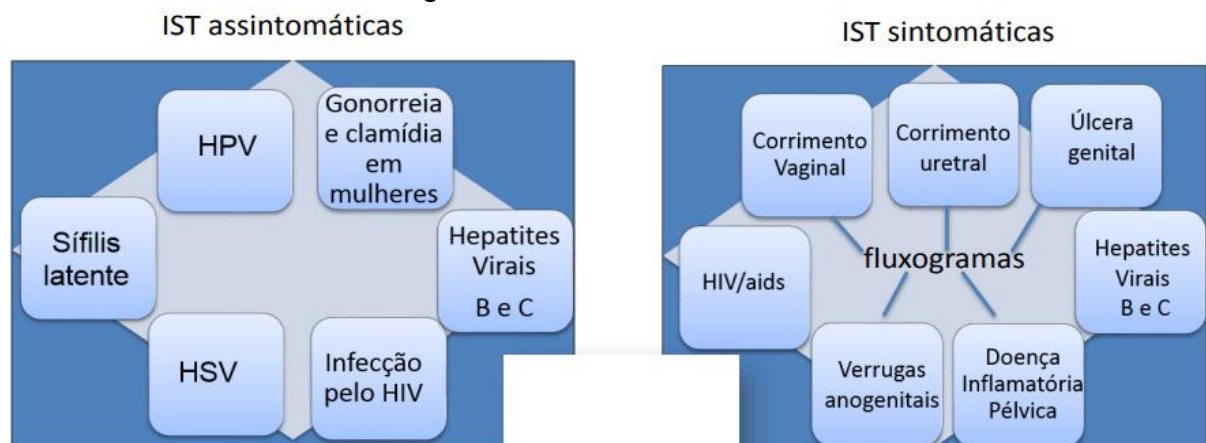 IST assintomáticas
HPV
Gonorreia
e clamídia
em
mulheres
Sífilis
latente
Hepatites
Virais
B e C
HSV
Infecção
pelo HIV
IST sintomáticas
Corrimento
Vaginal
Corrimento
uretral
Úlcera
genital
HIV/aids
fluxogramas
Hepatites
Virais
B e C
Verrugas
anogenitais
Doença
Inflamatória
Pélvica